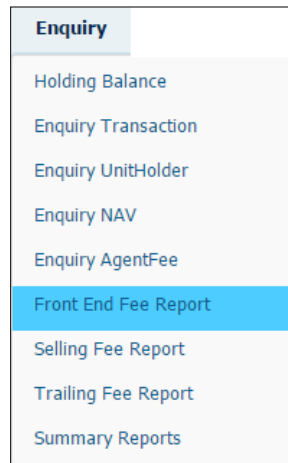 Enquiry
Holding Balance
Enquiry Transaction
Enquiry UnitHolder
Enquiry NAV
Enquiry AgentFee
Front End Fee Report
Selling Fee Report
Trailing Fee Report
Summary Reports